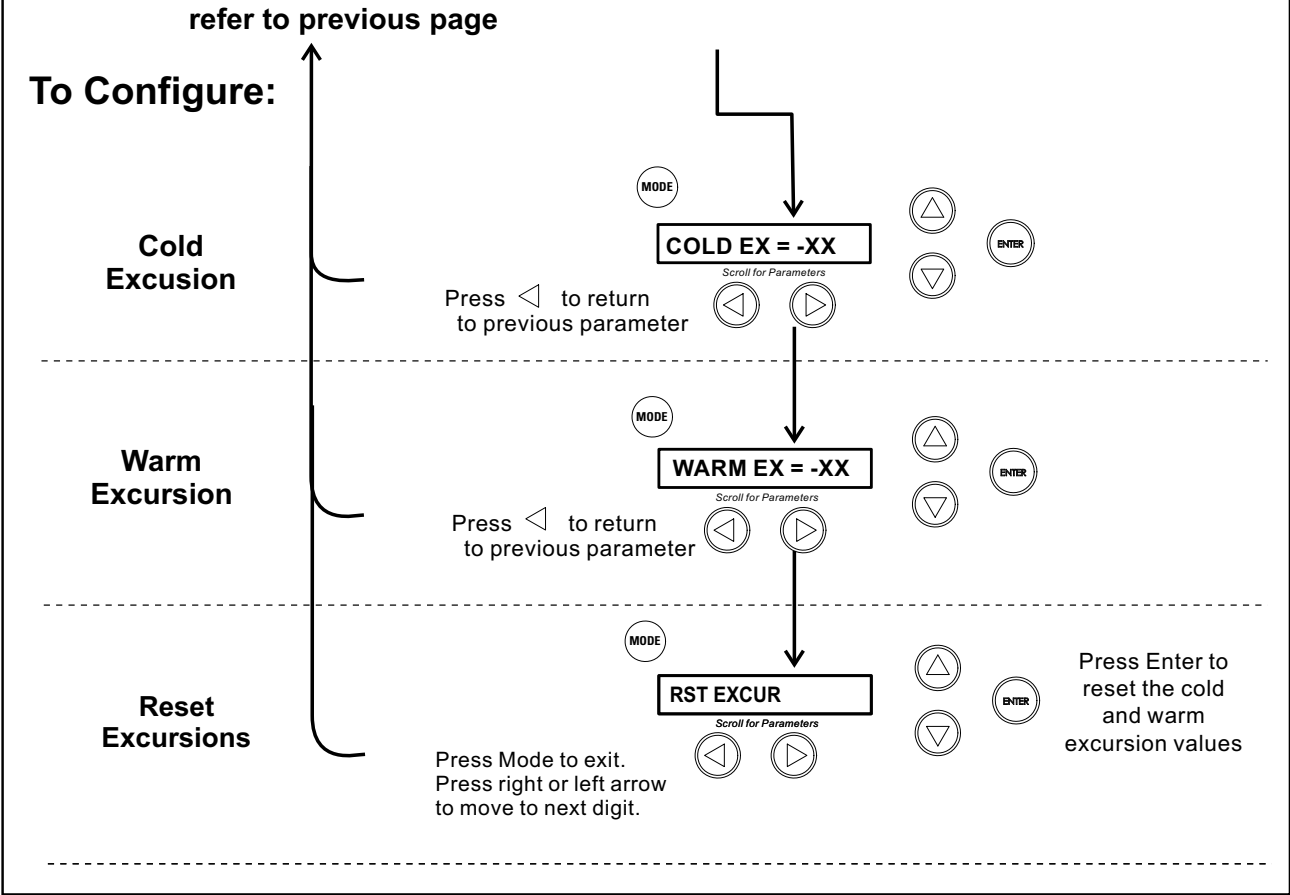 refer to previous page
To Configure:
MODE
Cold
Excusion
COLD EX = -XX
ENTER
Scroll for Parameters
Press to return
to previous parameter
MODE
Warm
Excursion
WARM EX = -XX
ENTER
Scroll for Parameters
Press to return
to previous parameter
MODE
Reset
Excursions
RST EXCUR
ENTER
Press Enter to
reset the cold
and warm
excursion values
Scroll for Parameters
Press Mode to exit.
Press right or left arrow
to move to next digit.